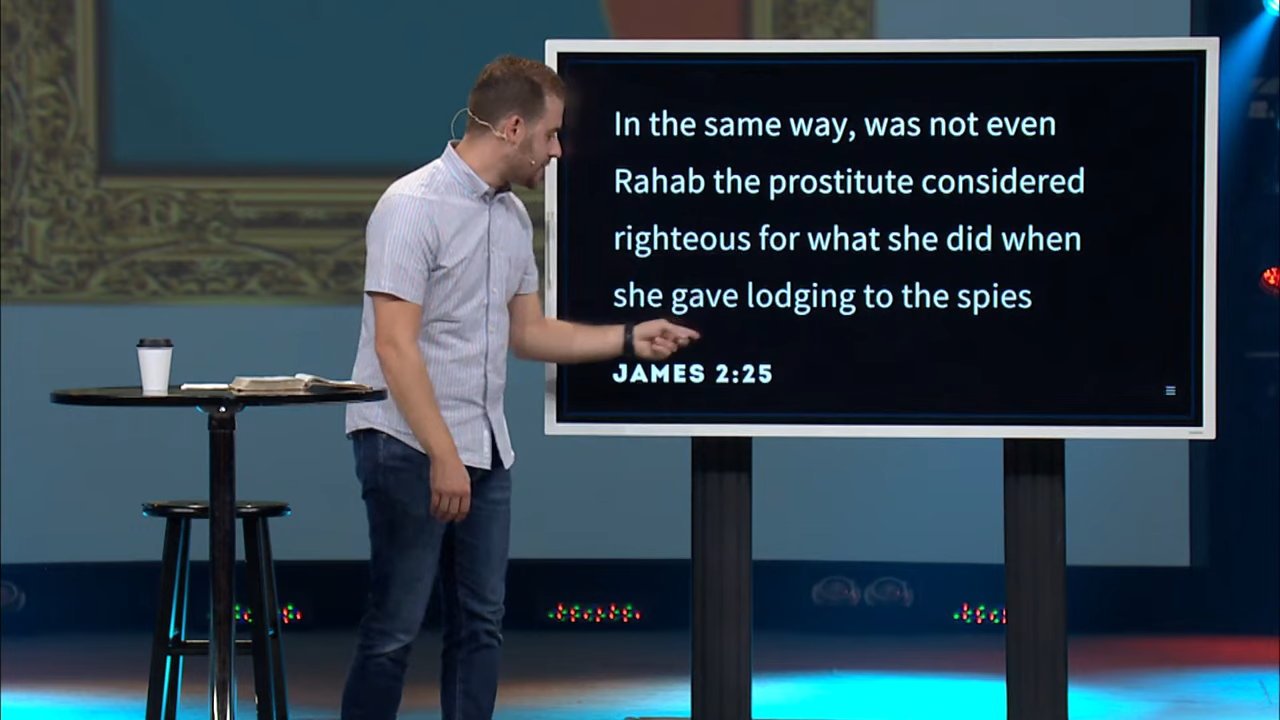 In the same way, was not even
Rahab the prostitute considered
righteous for what she did when
she gave lodging to the spies
JAMES 2:25